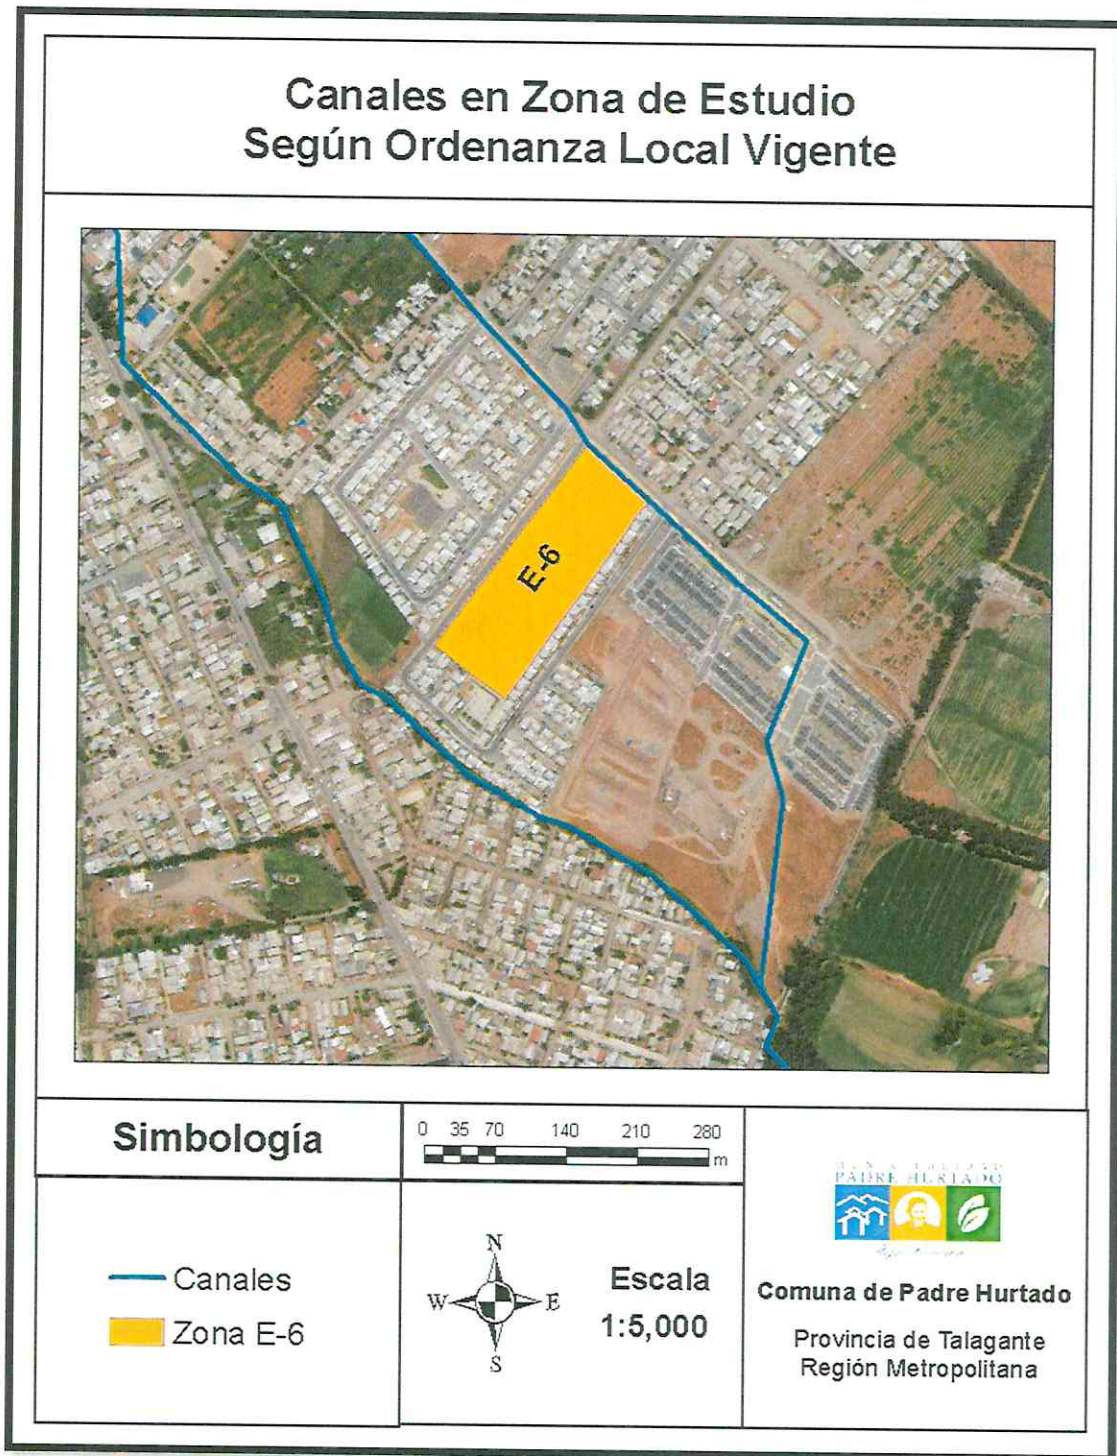 Canales en Zona de Estudio
Según Ordenanza Local Vigente
E-6
Simbología
0 35 70 140 210 280
m
Canales
Zona E-6
N
W E
S
Escala
1:5,000
PADRE HURTADO
Comuna de Padre Hurtado
Provincia de Talagante
Región Metropolitana